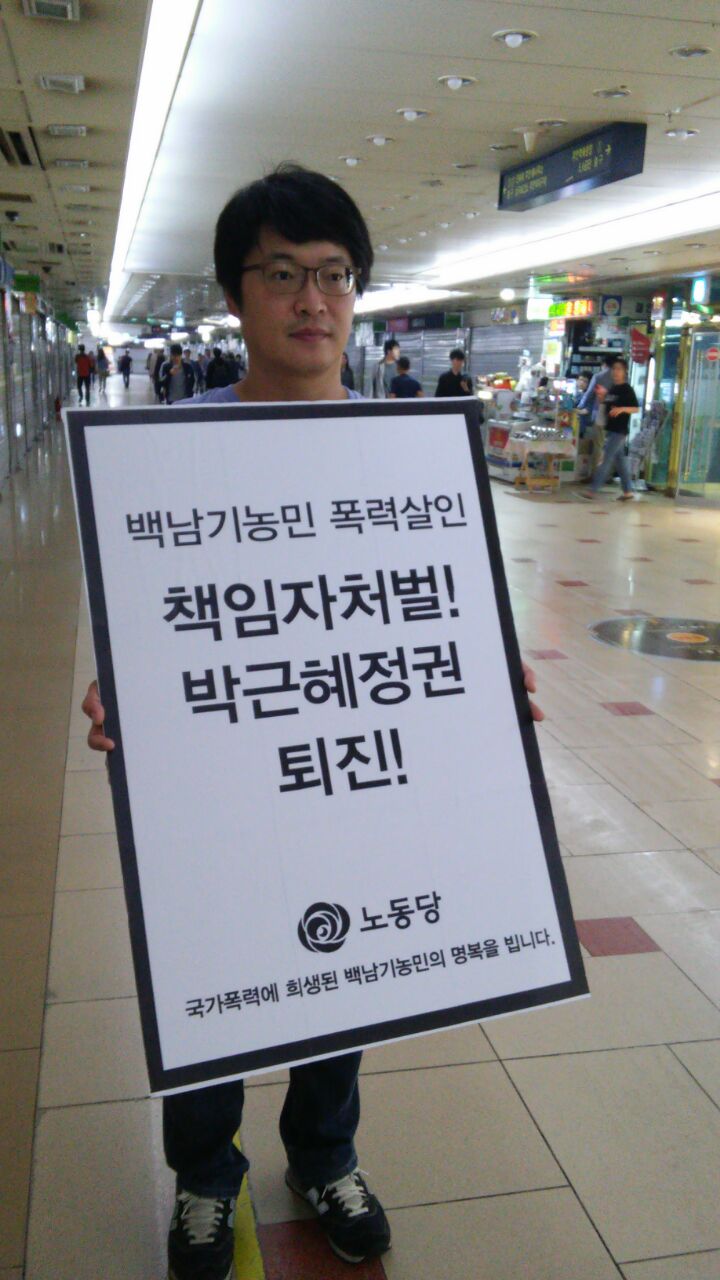 백남기농민 폭력살인
책임자처벌!
박근혜정권
퇴진!
노동당
국가폭력에 희생된 백남기농민의 명복을 빕니다.